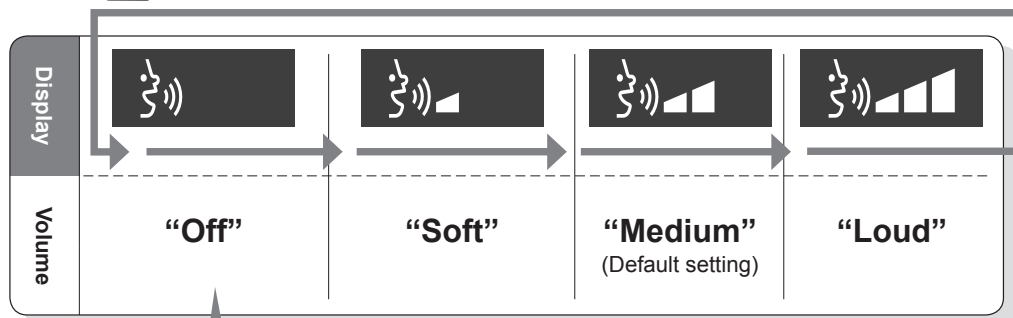 Display
Volume
“Off”
“Soft”
“Medium”
(Default setting)
“Loud”